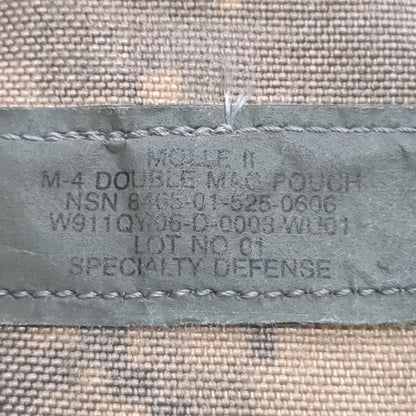 MOLLE II
M-4 DOUBLE MAG POUCH
NSN 8465-01-525-0606
W911QY-06-D-0003/WU01
LOT NO 01
SPECIALTY DEFENSE